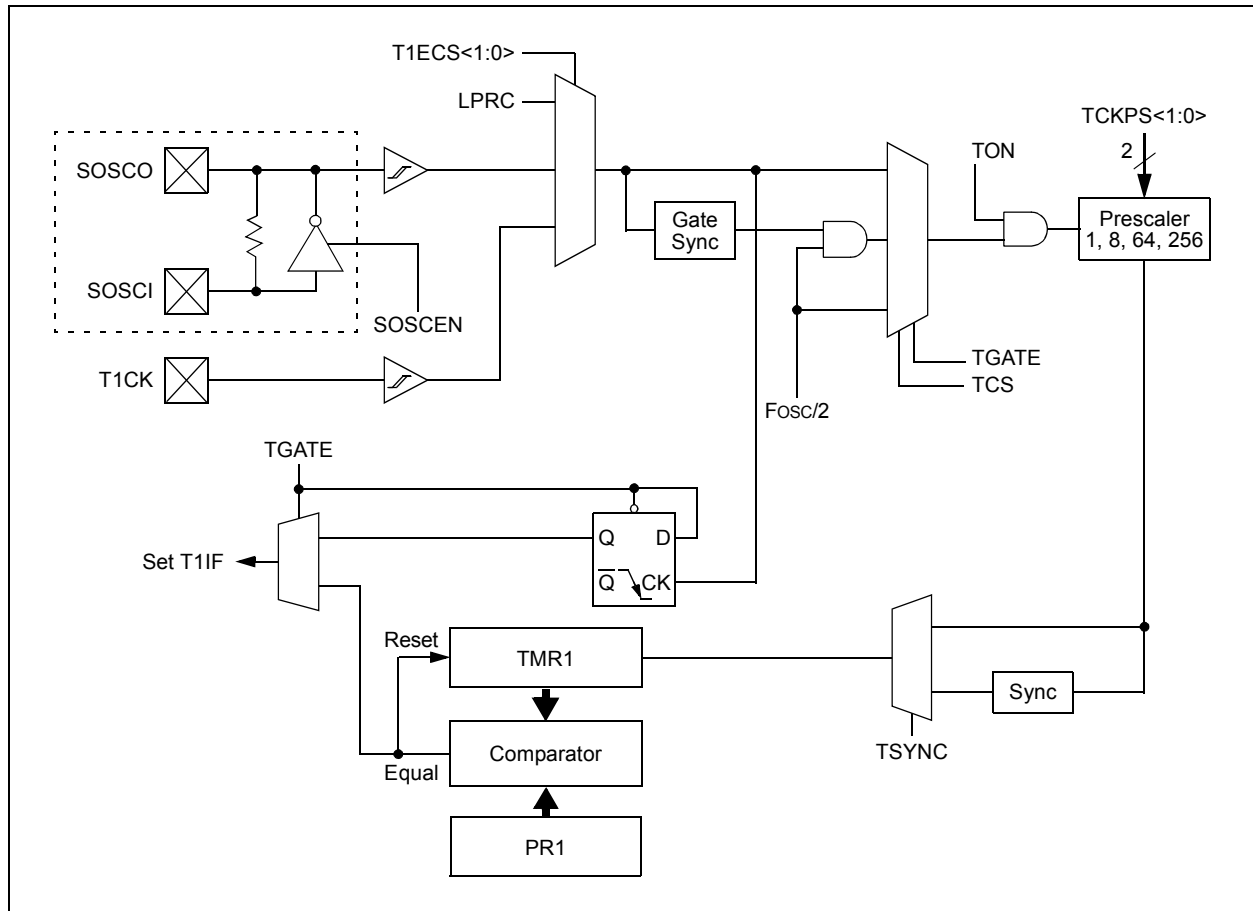 T1ECS<1:0>
LPRC
TCKPS<1:0>
2
TON
SOSCO
Gate
Sync
Prescaler
1, 8, 64, 256
SOSCI
SOSCEN
TGATE
T1CK
TCS
FOSC/2
TGATE
Q D
Set T1IF
Q CK
Reset
TMR1
Sync
Comparator
TSYNC
Equal
PR1